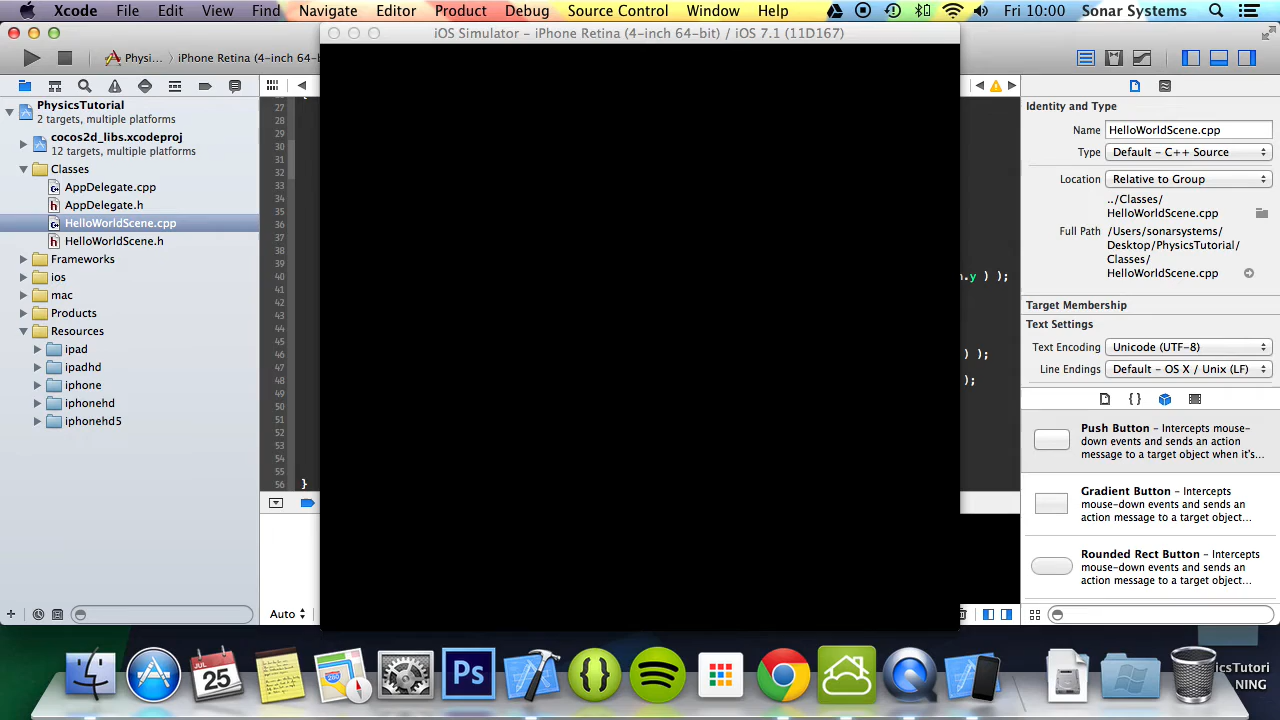 Xcode File Edit View Find Navigate Editor Product Debug Source Control Window Help Fri 10:00 Sonar Systems
iOS Simulator - iPhone Retina (4-inch 64-bit) / iOS 7.1 (11D167)
Physi... iPhone Retina (4-inch 64-b
PhysicsTutorial
2 targets, multiple platforms
cocos2d_libs.xcodeproj
12 targets, multiple platforms
Classes
AppDelegate.cpp
AppDelegate.h
HelloWorldScene.cpp
HelloWorldScene.h
Frameworks
ios
mac
Products
Resources
ipad
ipadhd
iphone
iphonehd
iphonehd5
27
28
29
30
31
32
33
34
35
36
37
38
39
40
41
42
43
44
45
46
47
48
49
50
51
52
53
54
55
56 }
.y ) );
) );
);
Auto
Identity and Type
Name HelloWorldScene.cpp
Type Default - C++ Source
Location Relative to Group
../Classes/
HelloWorldScene.cpp
Full Path /Users/sonarsystems/
Desktop/PhysicsTutorial/
Classes/
HelloWorldScene.cpp
Target Membership
Text Settings
Text Encoding Unicode (UTF-8)
Line Endings Default - OS X / Unix (LF)
Push Button - Intercepts mouse-
down events and sends an action
message to a target object when it's...
Gradient Button - Intercepts
mouse-down events and sends an
action message to a target object...
Rounded Rect Button - Intercepts
mouse-down events and sends an
action message to a target object...
JUL
25
Ps
icsTutori
NING